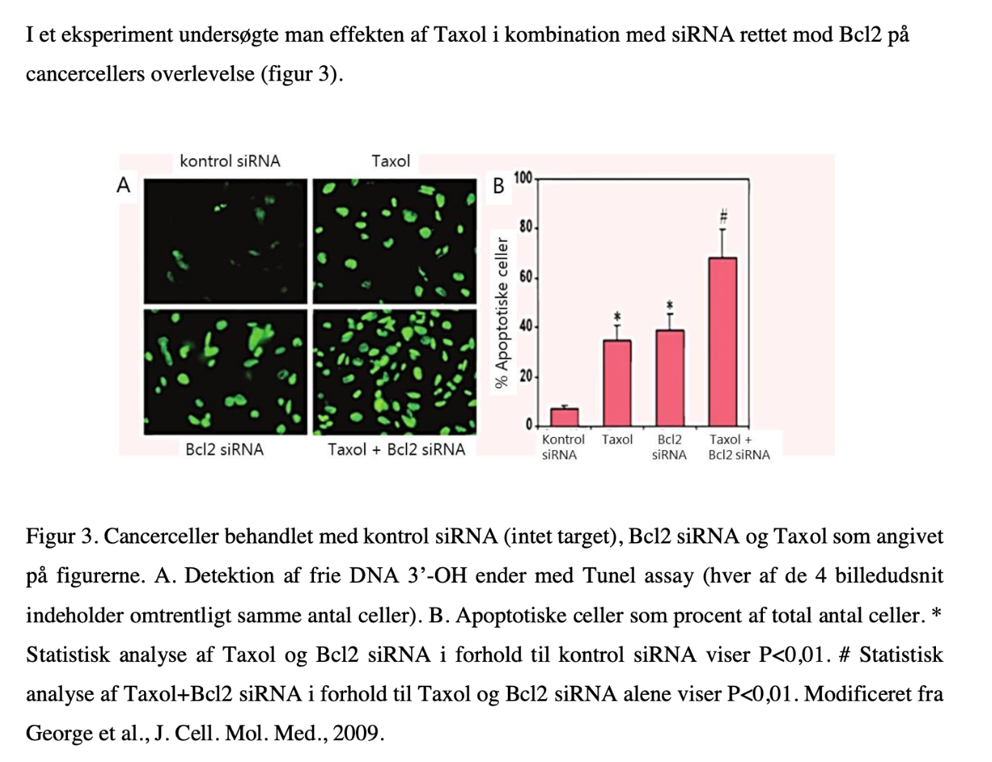 I et eksperiment undersøgte man effekten af Taxol i kombination med siRNA rettet mod Bcl2 på
cancercellers overlevelse (figur 3).
kontrol siRNA
Taxol
A
Bcl2 siRNA
Taxol + Bcl2 siRNA
B
% Apoptotiske celler
100
80
60
40
20
0
*
*
#
Kontrol
siRNA
Taxol
Bcl2
siRNA
Taxol +
Bcl2 siRNA
Figur 3. Cancerceller behandlet med kontrol siRNA (intet target), Bcl2 siRNA og Taxol som angivet
på figurerne. A. Detektion af frie DNA 3’-OH ender med Tunel assay (hver af de 4 billedudsnit
indeholder omtrentligt samme antal celler). B. Apoptotiske celler som procent af total antal celler. *
Statistisk analyse af Taxol og Bcl2 siRNA i forhold til kontrol siRNA viser P<0,01. # Statistisk
analyse af Taxol+Bcl2 siRNA i forhold til Taxol og Bcl2 siRNA alene viser P<0,01. Modificeret fra
George et al., J. Cell. Mol. Med., 2009.